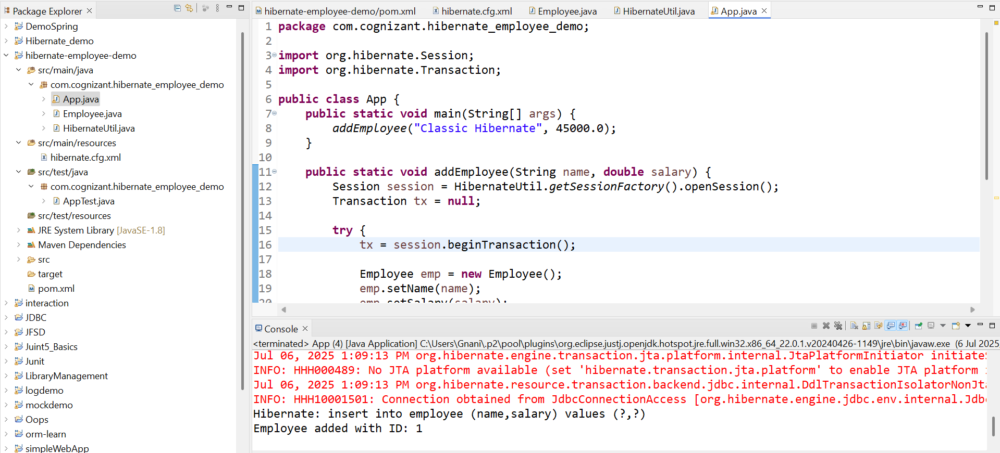 Package Explorer
DemoSpring
Hibernate_demo
hibernate-employee-demo
src/main/java
com.cognizant.hibernate_employee_demo
App.java
Employee.java
HibernateUtil.java
src/main/resources
hibernate.cfg.xml
src/test/java
com.cognizant.hibernate_employee_demo
AppTest.java
src/test/resources
JRE System Library [JavaSE-1.8]
Maven Dependencies
src
target
pom.xml
interaction
JDBC
JFSD
Juint5_Basics
Junit
LibraryManagement
logdemo
mockdemo
Oops
orm-learn
simpleWebApp
hibernate-employee-demo/pom.xml hibernate.cfg.xml Employee.java HibernateUtil.java App.java
1 package com.cognizant.hibernate_employee_demo;
2
3 import org.hibernate.Session;
4 import org.hibernate.Transaction;
5
6 public class App {
7 public static void main(String[] args) {
8 addEmployee("Classic Hibernate", 45000.0);
9 }
10
11 public static void addEmployee(String name, double salary) {
12 Session session = HibernateUtil.getSessionFactory().openSession();
13 Transaction tx = null;
14
15 try {
16 tx = session.beginTransaction();
17
18 Employee emp = new Employee();
19 emp.setName(name);
20 emp.setSalary(salary);
Console
<terminated> App (4) [Java Application] C:\Users\Gnani\.p2\pool\plugins\org.eclipse.justj.openjdk.hotspot.jre.full.win32.x86_64_22.0.1.v20240426-1149\jre\bin\javaw.exe (6 Jul 2025,
Jul 06, 2025 1:09:13 PM org.hibernate.engine.transaction.jta.platform.internal.JtaPlatformInitiator initiateS
INFO: HHH000489: No JTA platform available (set 'hibernate.transaction.jta.platform' to enable JTA platform
Jul 06, 2025 1:09:13 PM org.hibernate.resource.transaction.backend.jdbc.internal.DdlTransactionIsolatorNonJta
INFO: HHH10001501: Connection obtained from JdbcConnectionAccess [org.hibernate.engine.jdbc.env.internal.Jdbc
Hibernate: insert into employee (name,salary) values (?,?)
Employee added with ID: 1